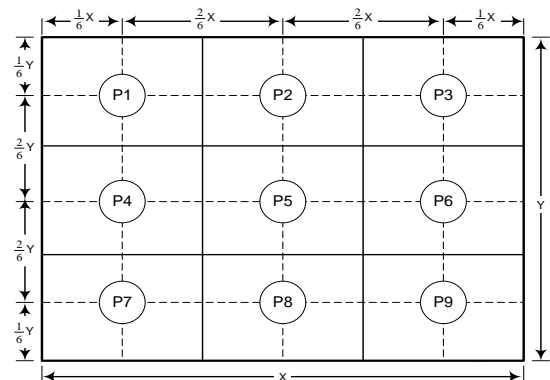 1/6 X 2/6 X 2/6 X 1/6 X
1/6 Y
P1 P2 P3
2/6 Y
P4 P5 P6
Y
2/6 Y
P7 P8 P9
1/6 Y
X